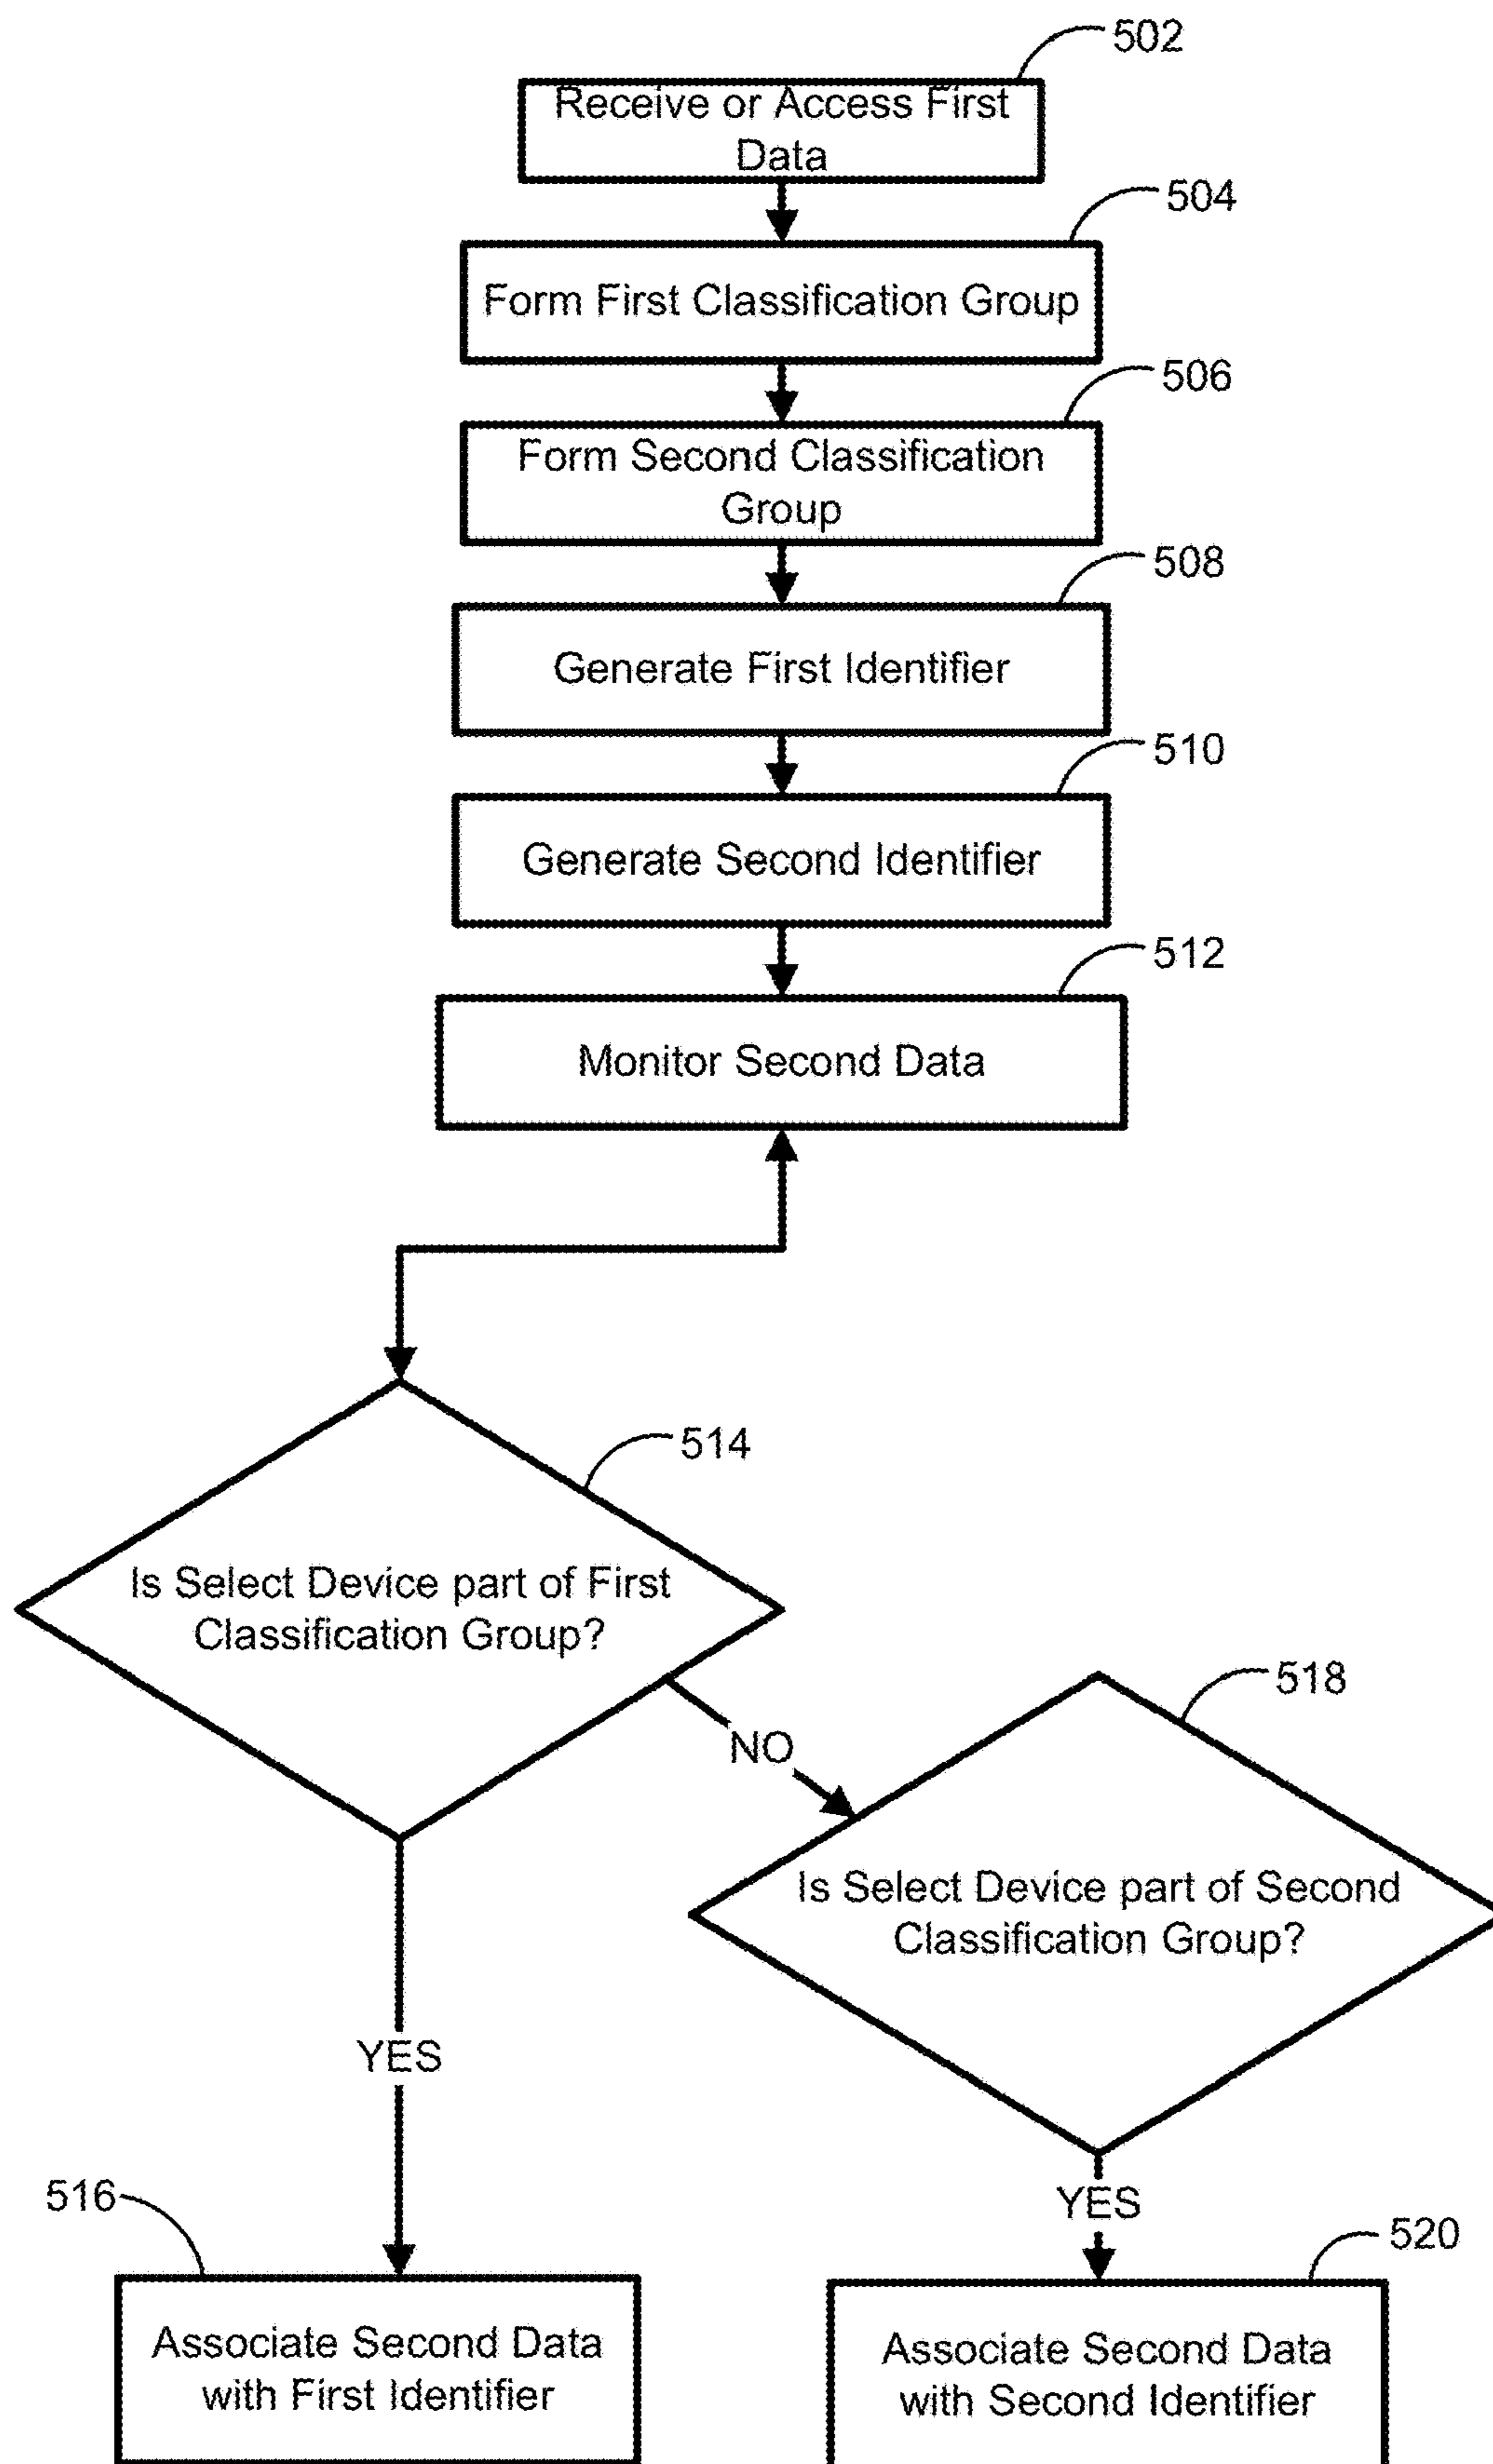 502
Receive or Access First
Data
504
Form First Classification Group
506
Form Second Classification
Group
508
Generate First Identifier
510
Generate Second Identifier
512
Monitor Second Data
514
Is Select Device part of First
Classification Group?
518
NO
Is Select Device part of Second
Classification Group?
YES
516
YES
520
Associate Second Data
with First Identifier
Associate Second Data
with Second Identifier